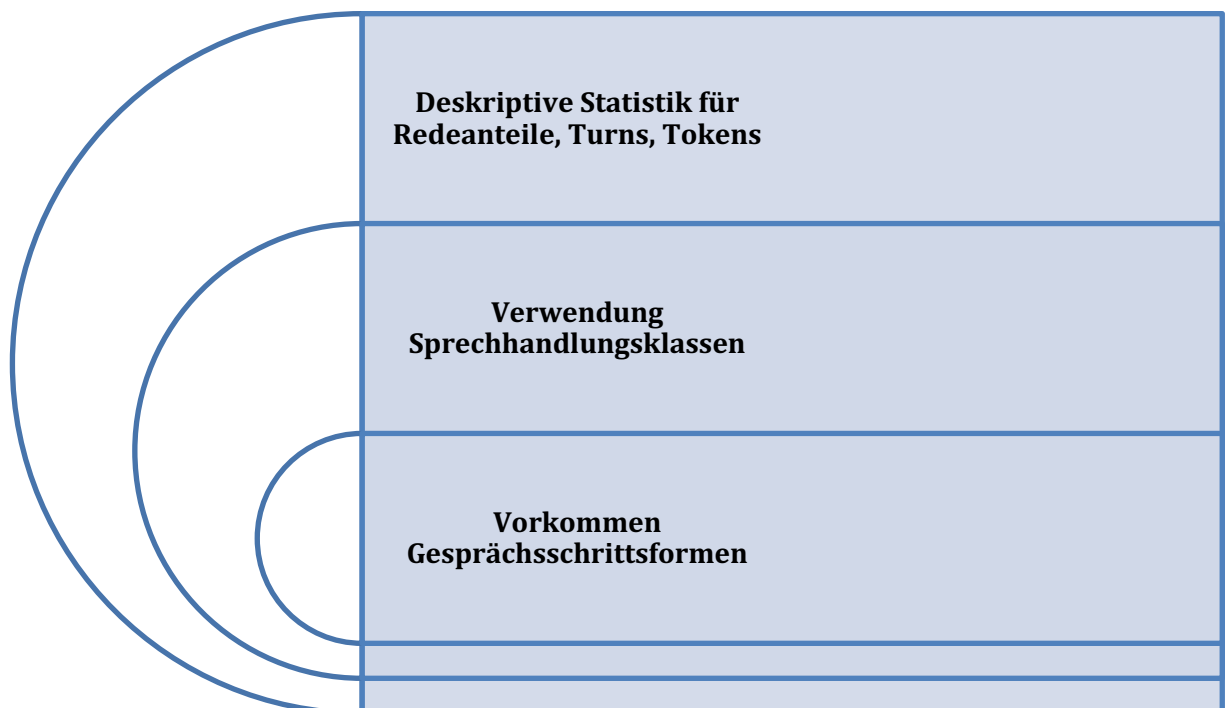 Deskriptive Statistik für
Redeanteile, Turns, Tokens
Verwendung
Sprechhandlungsklassen
Vorkommen
Gesprächsschrittsformen